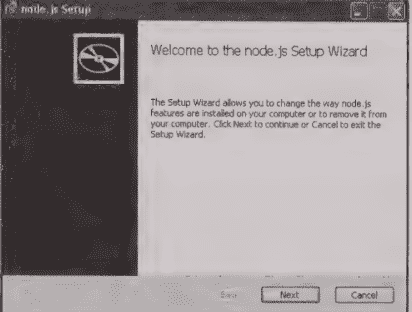 node.js Setup
Welcome to the node.js Setup Wizard
The Setup Wizard allows you to change the way node.js
features are installed on your computer or to remove it from
your computer. Click Next to continue or Cancel to exit the
Setup Wizard.
Back Next Cancel